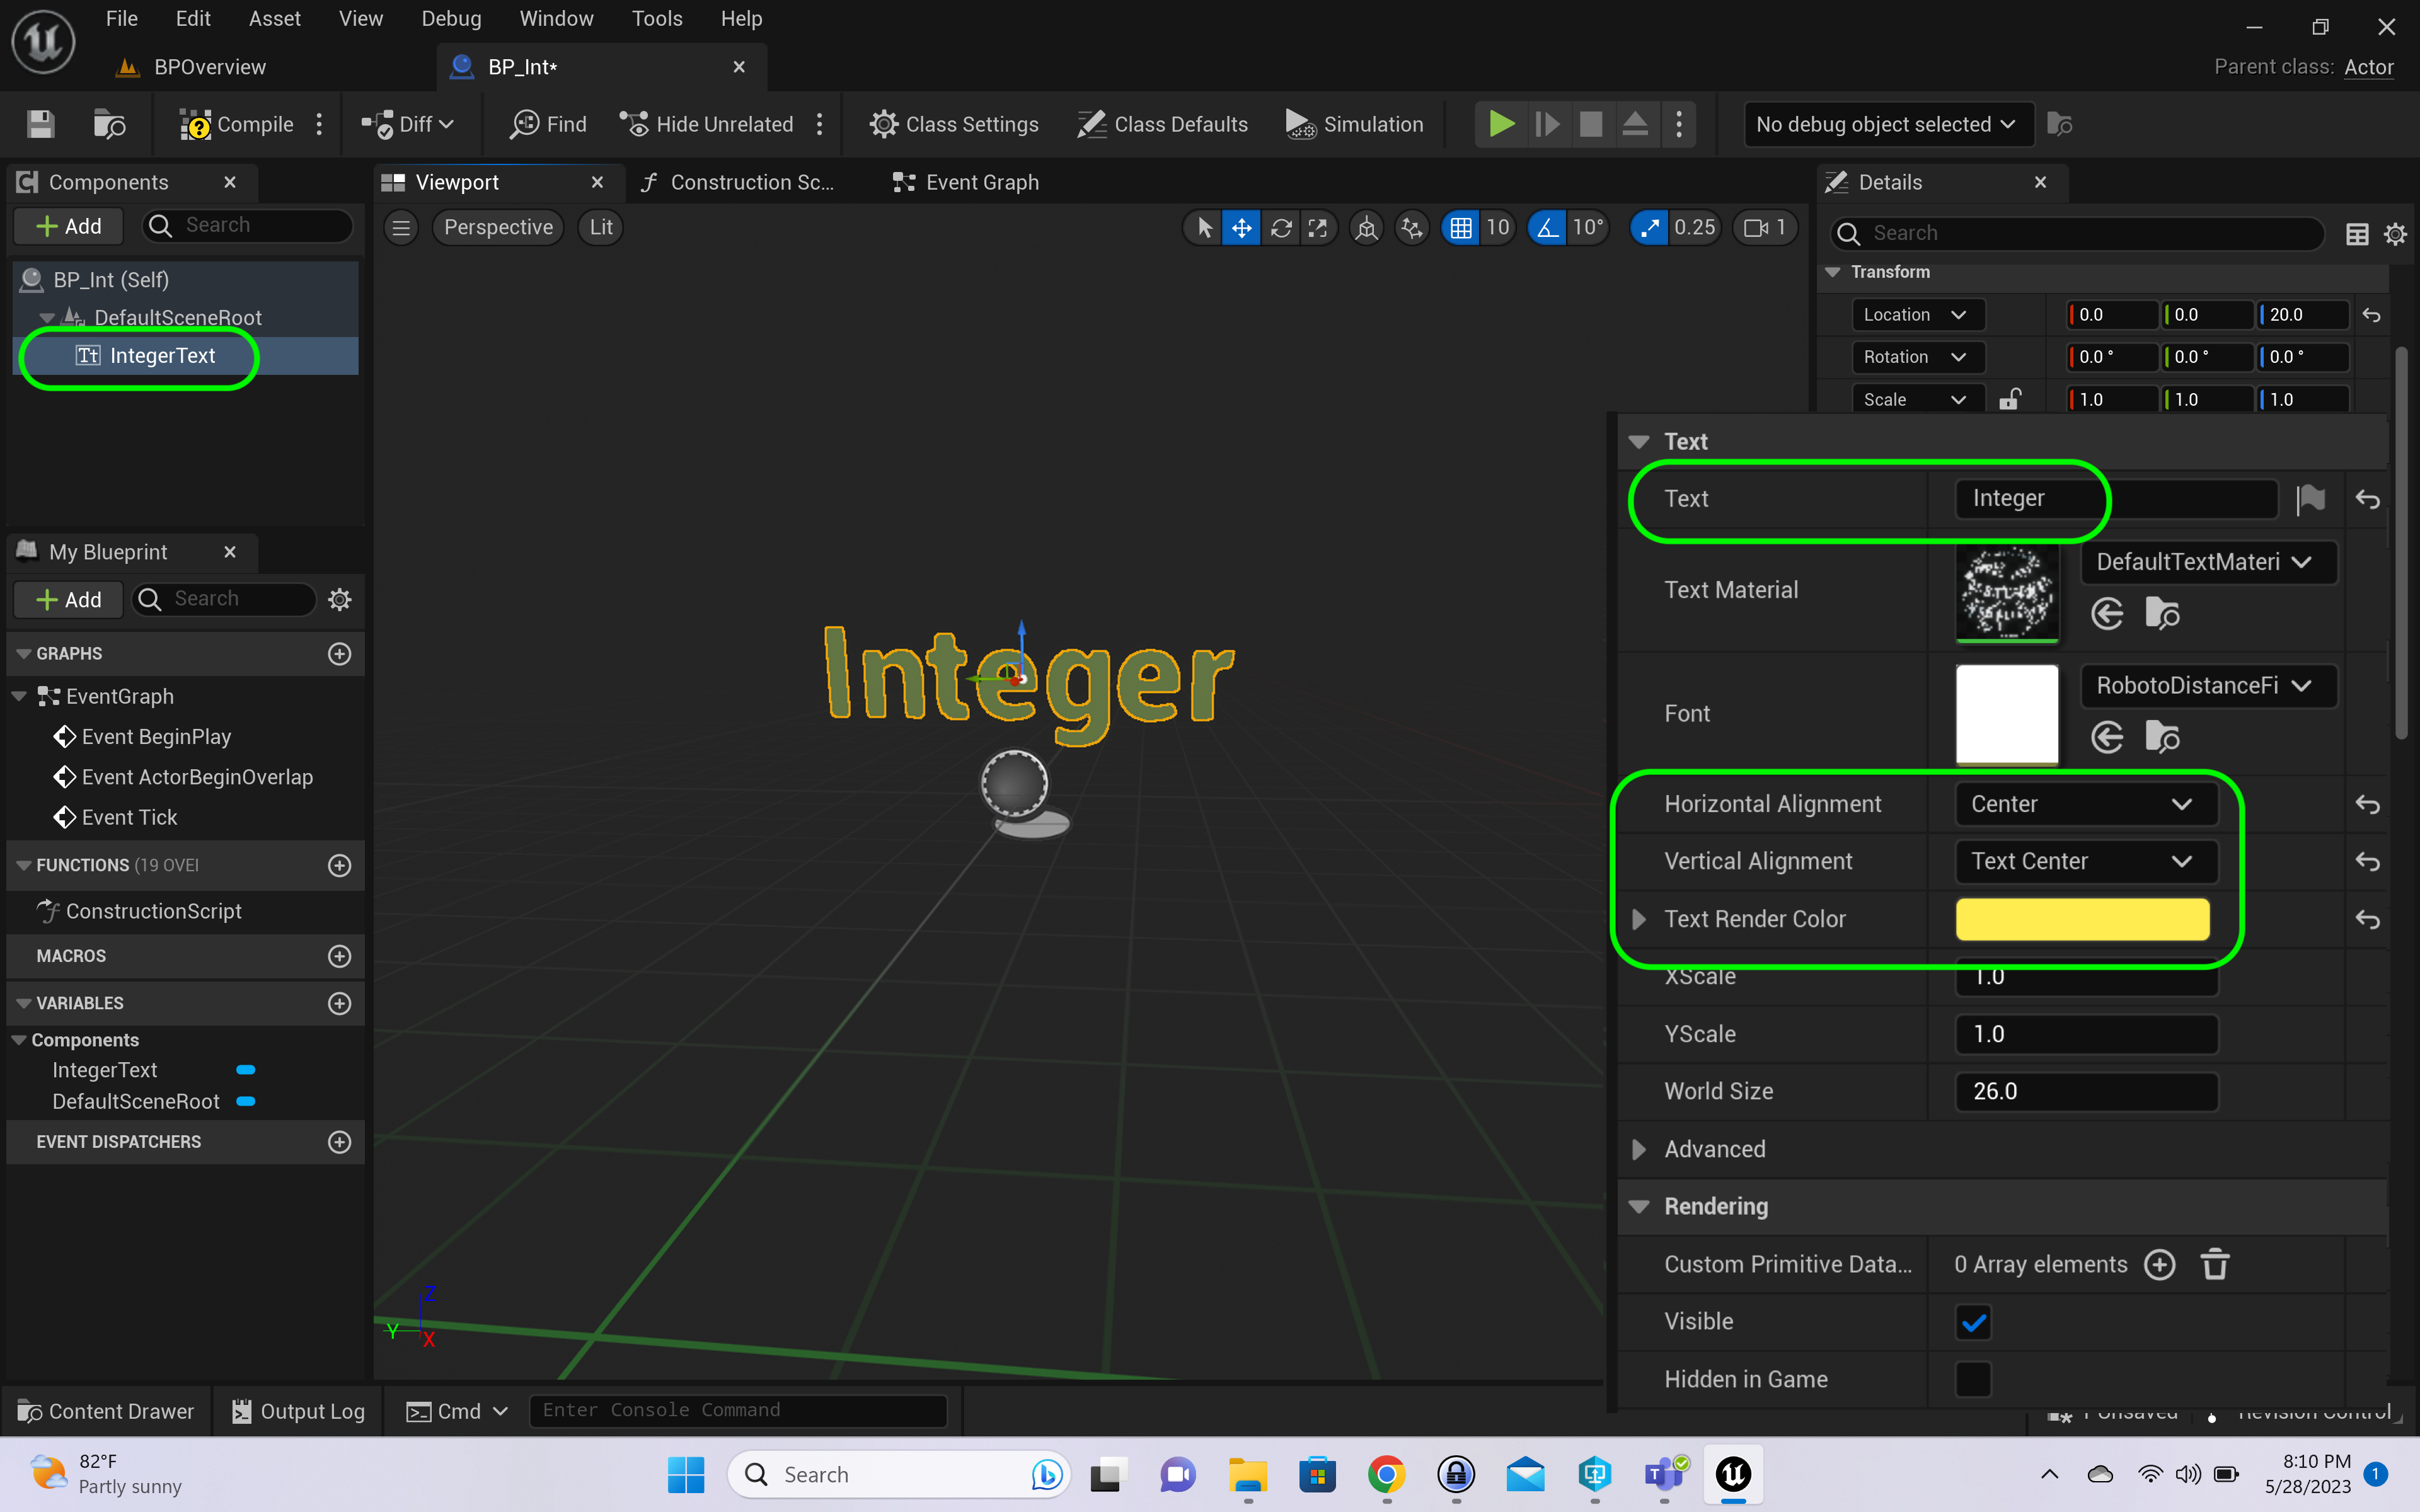 File Edit Asset View Debug Window Tools Help
BPOverview BP_Int*
Parent class: Actor
Compile Diff Find Hide Unrelated Class Settings Class Defaults Simulation No debug object selected
Components
Add Search
BP_Int (Self)
DefaultSceneRoot
Tt IntegerText
My Blueprint
Add Search
GRAPHS
EventGraph
Event BeginPlay
Event ActorBeginOverlap
Event Tick
FUNCTIONS (19 OVEI
ConstructionScript
MACROS
VARIABLES
Components
IntegerText
DefaultSceneRoot
EVENT DISPATCHERS
Viewport Construction Sc... Event Graph
Perspective Lit 10 10° 0.25 1
Integer
Z
Y
X
Details
Search
Transform
Location 0.0 0.0 20.0
Rotation 0.0 ° 0.0 ° 0.0 °
Scale 1.0 1.0 1.0
Text
Text Integer
Text Material DefaultTextMateri
Font RobotoDistanceFi
Horizontal Alignment Center
Vertical Alignment Text Center
Text Render Color
XScale 1.0
YScale 1.0
World Size 26.0
Advanced
Rendering
Custom Primitive Data... 0 Array elements
Visible
Hidden in Game
Content Drawer Output Log Cmd Enter Console Command 1 Unsaved Revision Control
82°F
Partly sunny
Search
8:10 PM
5/28/2023
1